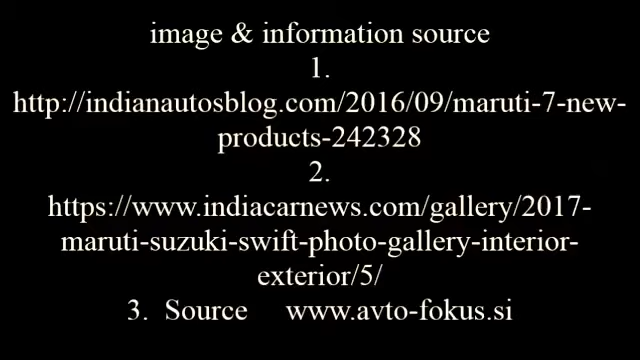 image & information source
1.
http://indianautosblog.com/2016/09/maruti-7-new-
products-242328
2.
https://www.indiacarnews.com/gallery/2017-
maruti-suzuki-swift-photo-gallery-interior-
exterior/5/
3. Source www.avto-fokus.si